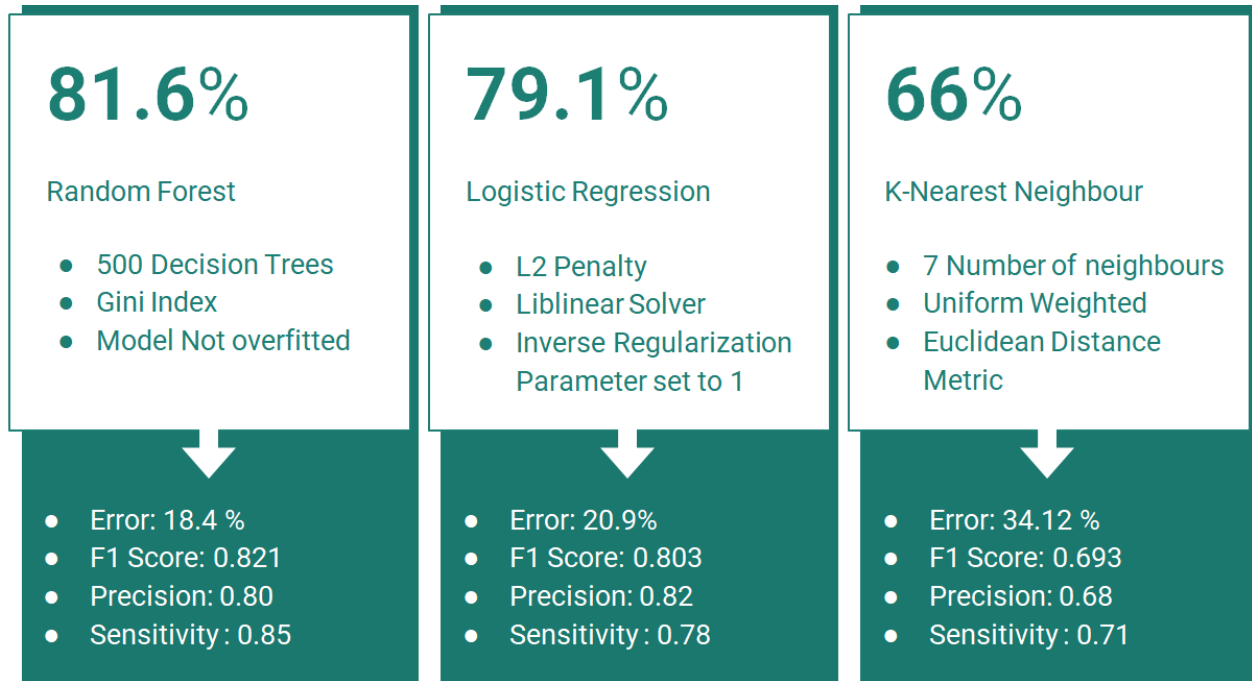 81.6%
Random Forest
● 500 Decision Trees
● Gini Index
● Model Not overfitted
● Error: 18.4 %
● F1 Score: 0.821
● Precision: 0.80
● Sensitivity : 0.85
79.1%
Logistic Regression
● L2 Penalty
● Liblinear Solver
● Inverse Regularization
Parameter set to 1
● Error: 20.9%
● F1 Score: 0.803
● Precision: 0.82
● Sensitivity : 0.78
66%
K-Nearest Neighbour
● 7 Number of neighbours
● Uniform Weighted
● Euclidean Distance
Metric
● Error: 34.12 %
● F1 Score: 0.693
● Precision: 0.68
● Sensitivity : 0.71